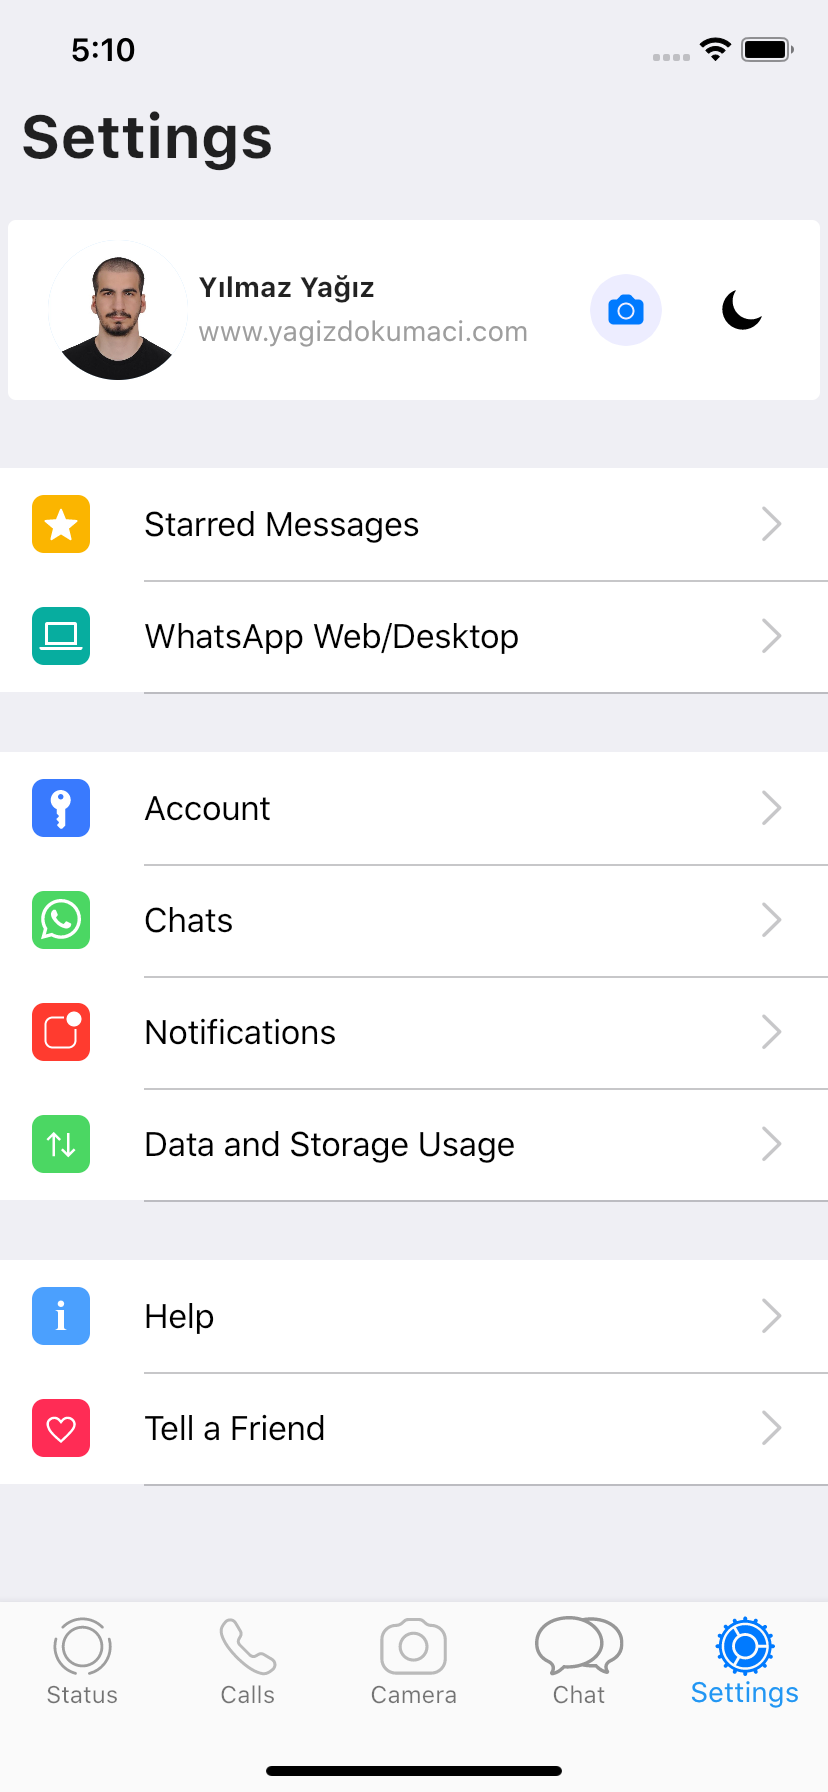 5:10
Settings
Yılmaz Yağız
www.yagizdokumaci.com
Starred Messages
WhatsApp Web/Desktop
Account
Chats
Notifications
Data and Storage Usage
Help
Tell a Friend
Status Calls Camera Chat Settings